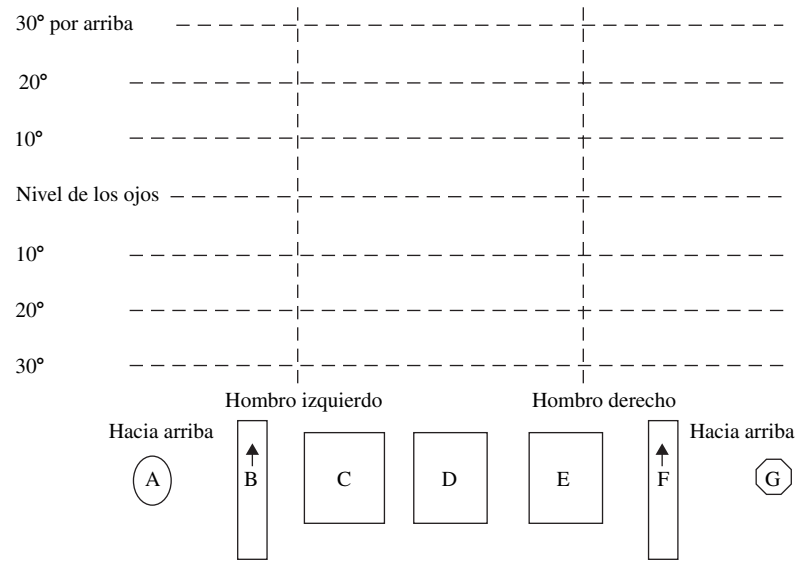 30° por arriba
20°
10°
Nivel de los ojos
10°
20°
30°
Hombro izquierdo Hombro derecho
Hacia arriba Hacia arriba
A B C D E F G